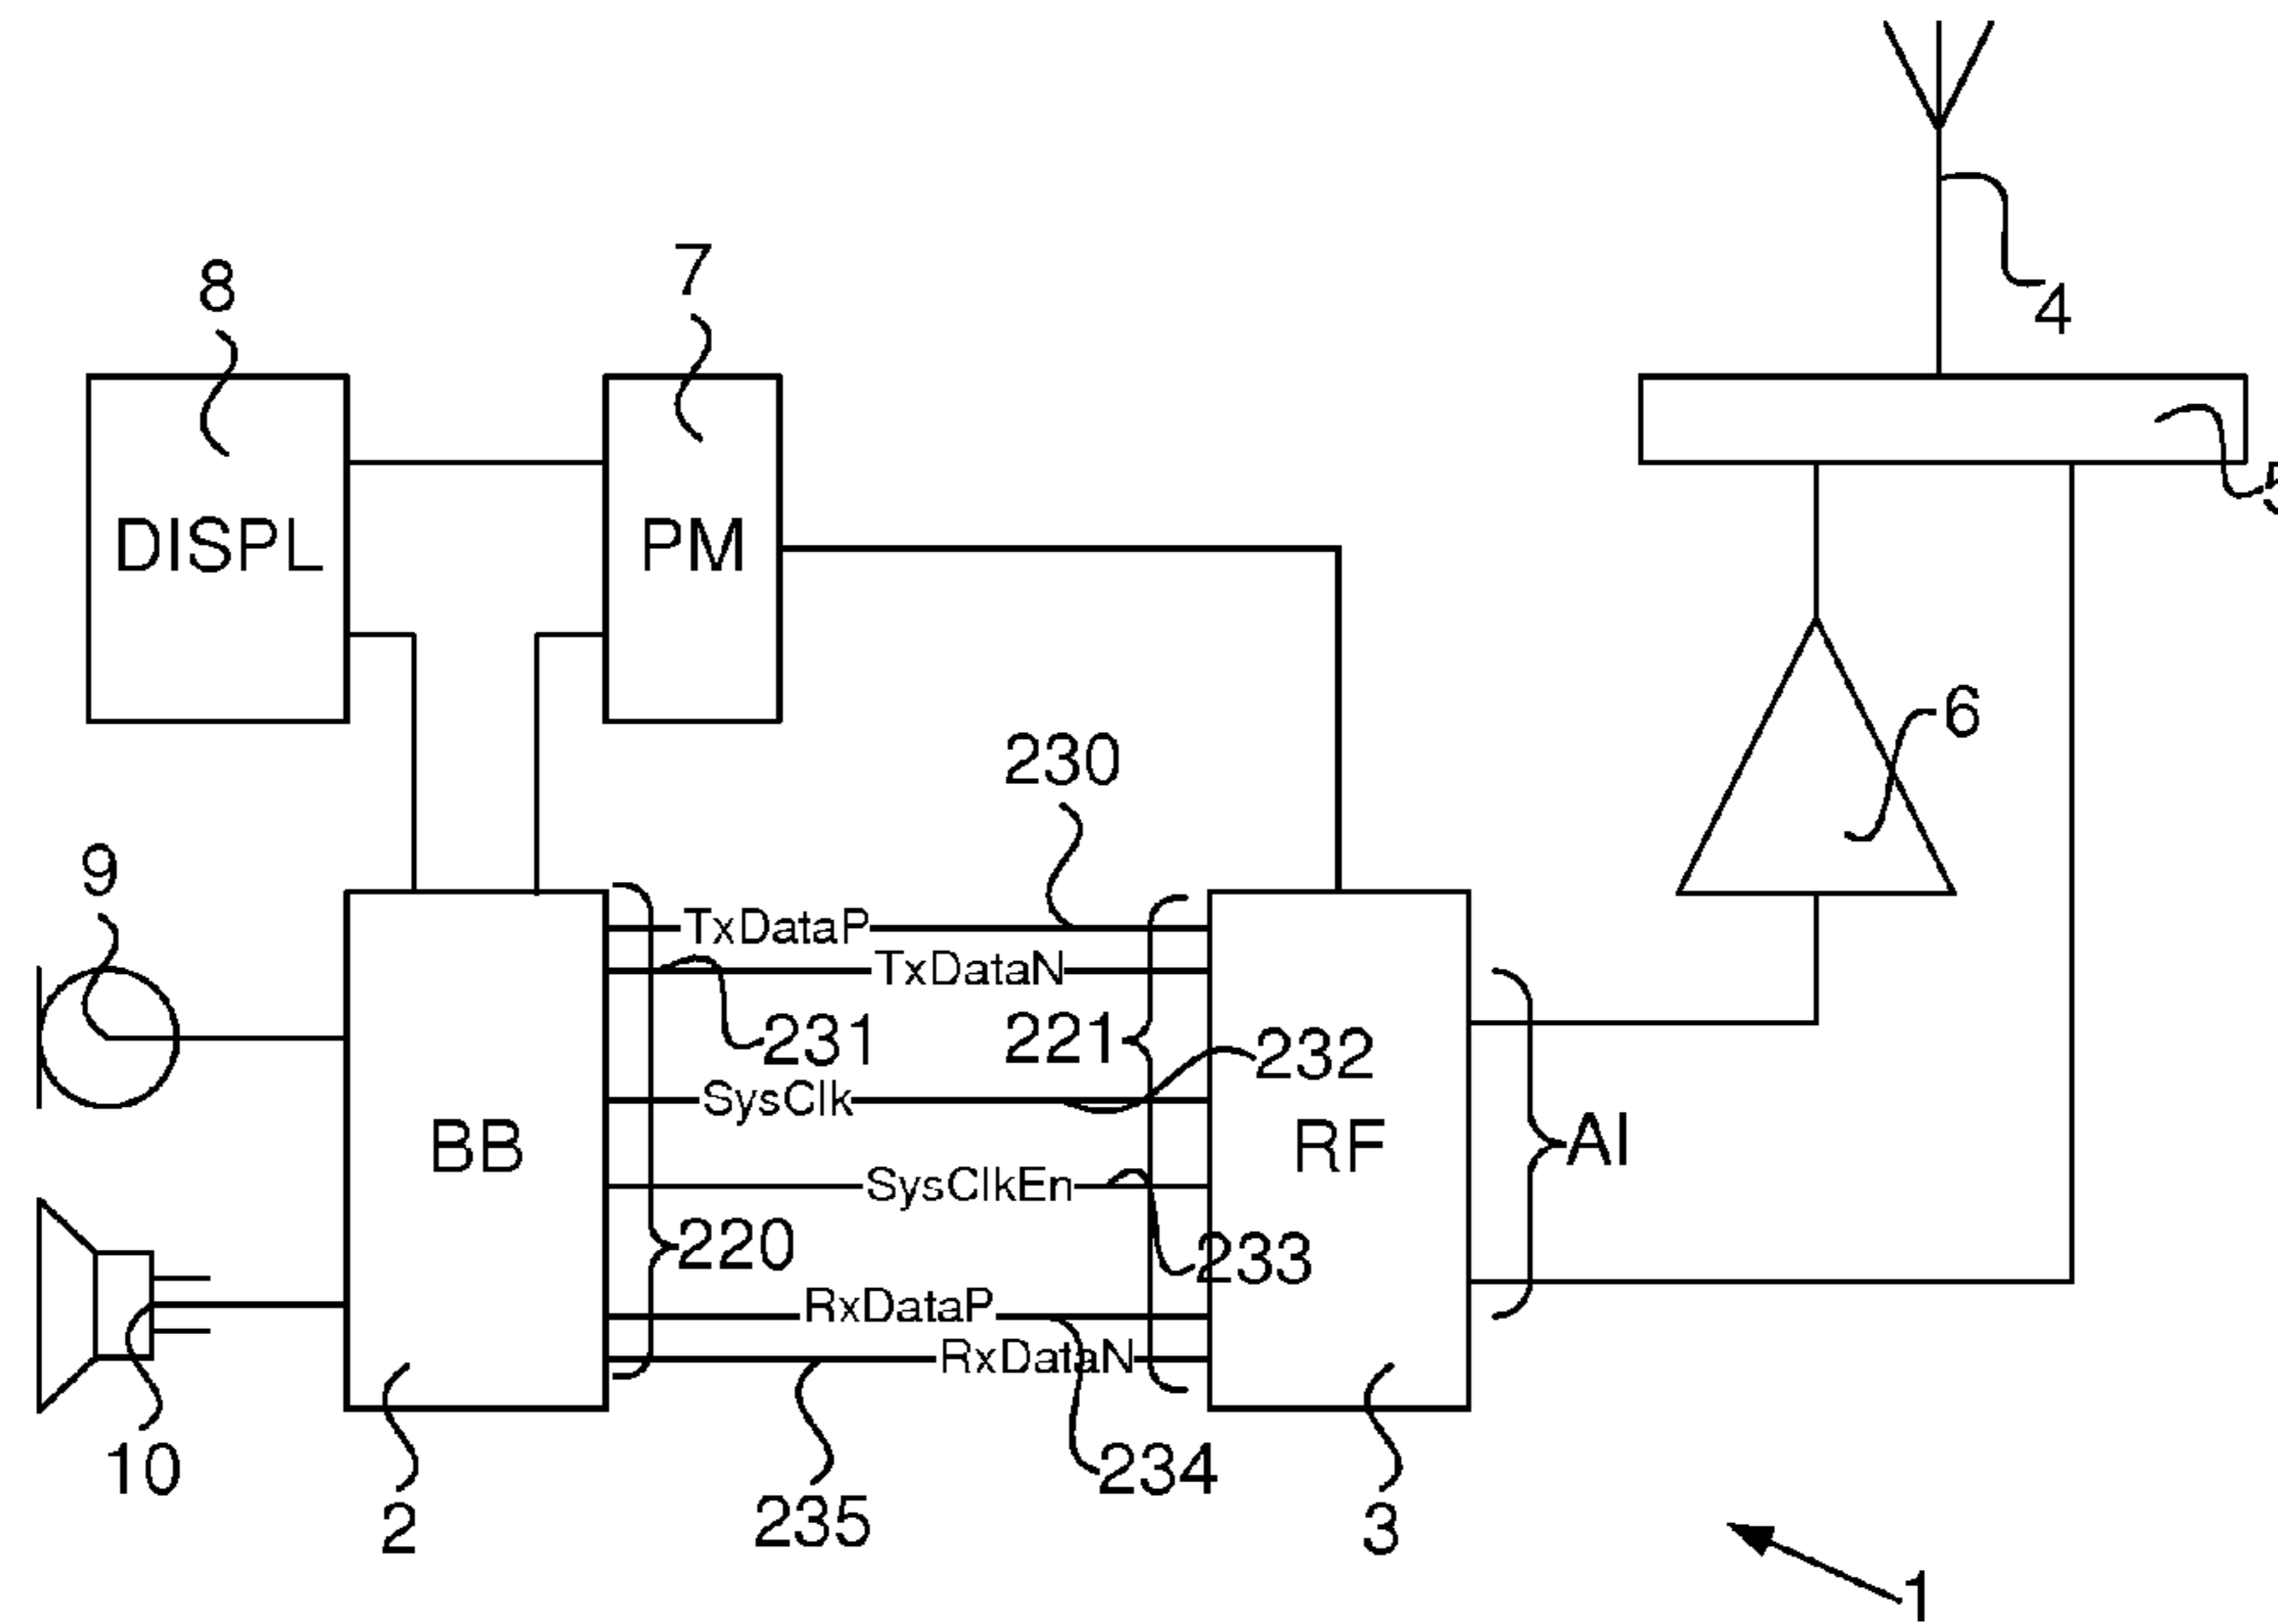 4
7
8
5
DISPL
PM
6
230
9
TxDataP
TxDataN
231
221
232
SysClk
BB
RF
AI
SysClkEn
220
233
RxDataP
RxDataN
10
234
235
2
3
1